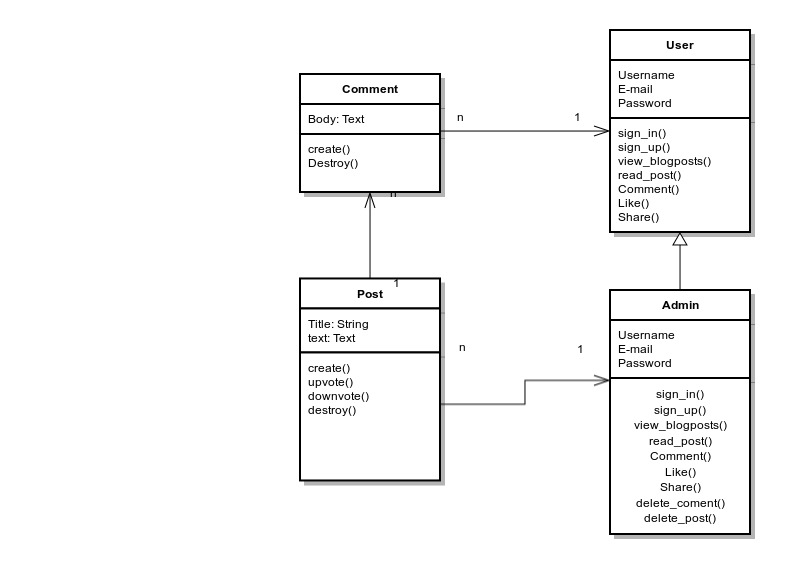 User
Username
E-mail
Password
sign_in()
sign_up()
view_blogposts()
read_post()
Comment()
Like()
Share()
Comment
Body: Text
create()
Destroy()
n
1
n
1
Post
Title: String
text: Text
create()
upvote()
downvote()
destroy()
n
1
Admin
Username
E-mail
Password
sign_in()
sign_up()
view_blogposts()
read_post()
Comment()
Like()
Share()
delete_coment()
delete_post()